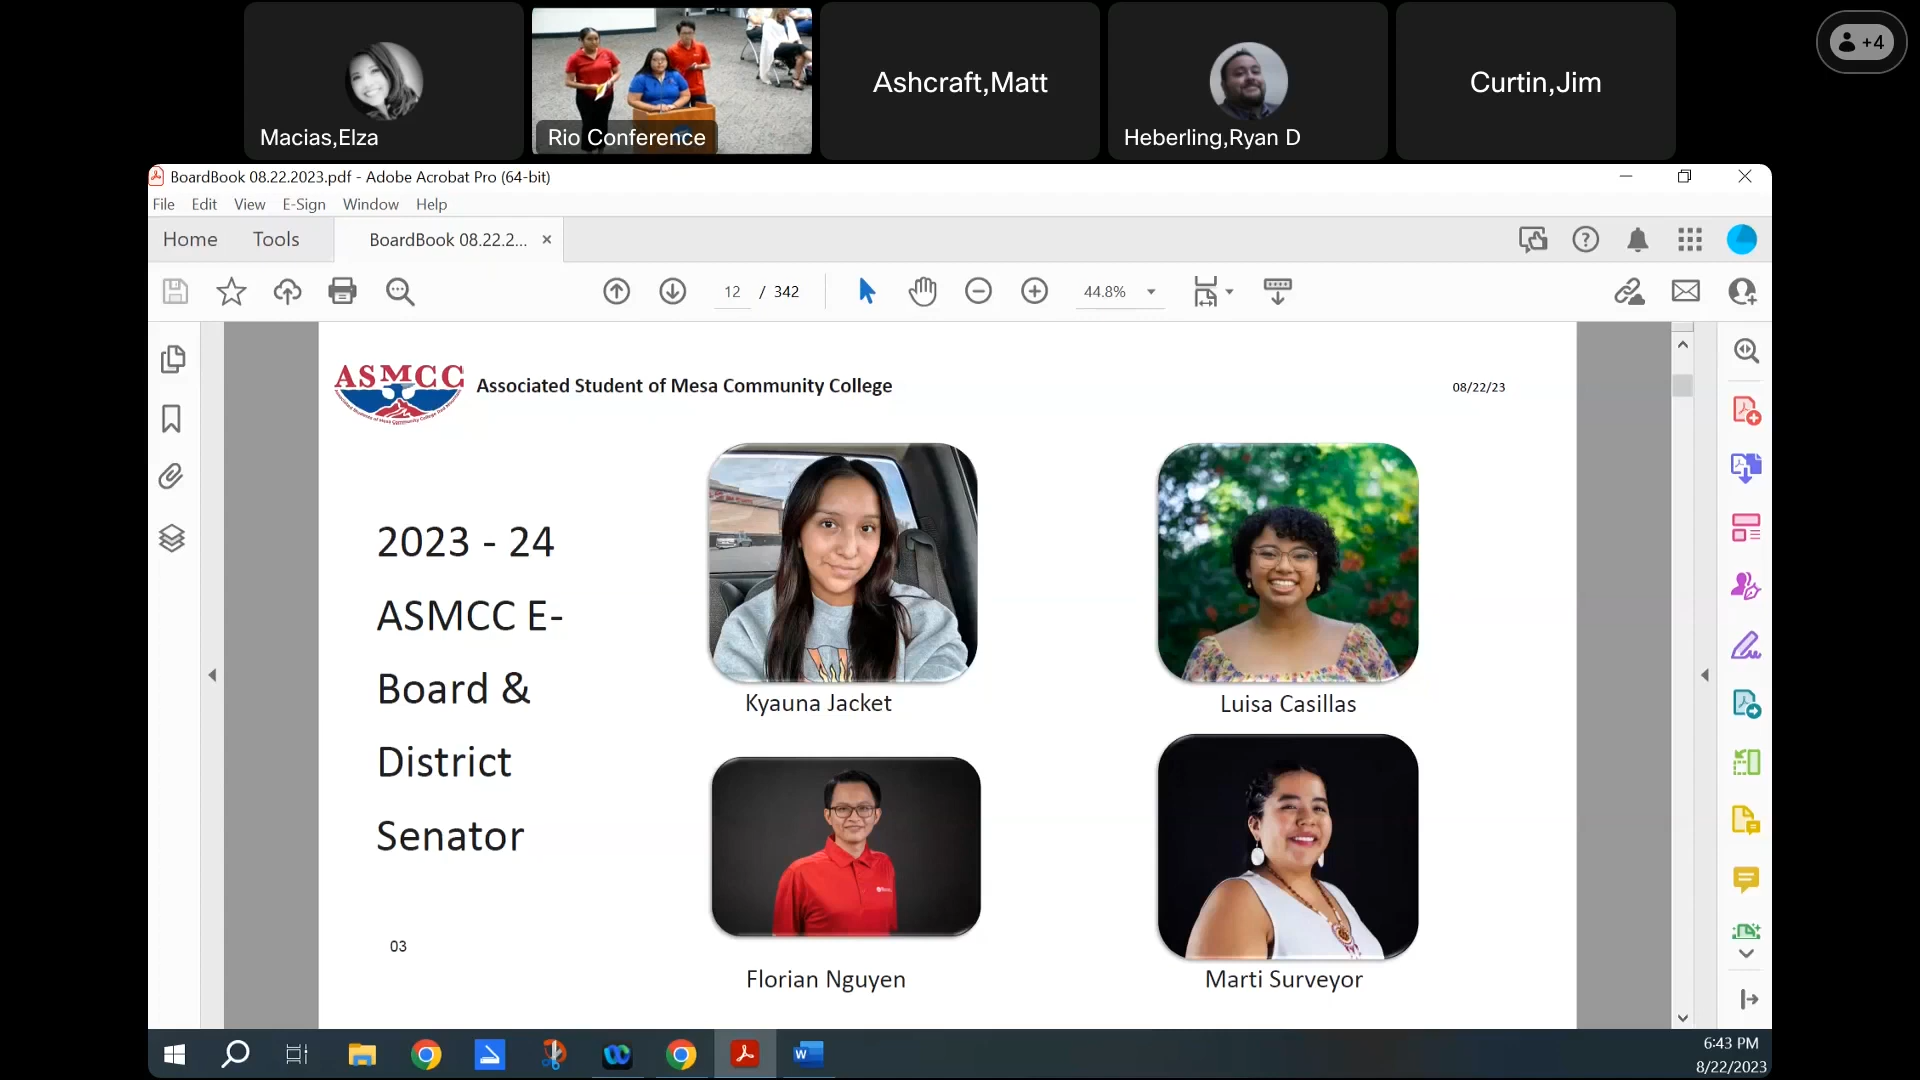 Macias,Elza
Rio Conference
Ashcraft,Matt
Heberling,Ryan D
Curtin,Jim
+4
BoardBook 08.22.2023.pdf - Adobe Acrobat Pro (64-bit)
File Edit View E-Sign Window Help
Home Tools BoardBook 08.22.2... ×
12 / 342 44.8%
ASMCC
Associated Student of Mesa Community College
08/22/23
2023 - 24
ASMCC E-
Board &
District
Senator
Kyauna Jacket
Luisa Casillas
Florian Nguyen
Marti Surveyor
03
6:43 PM
8/22/2023